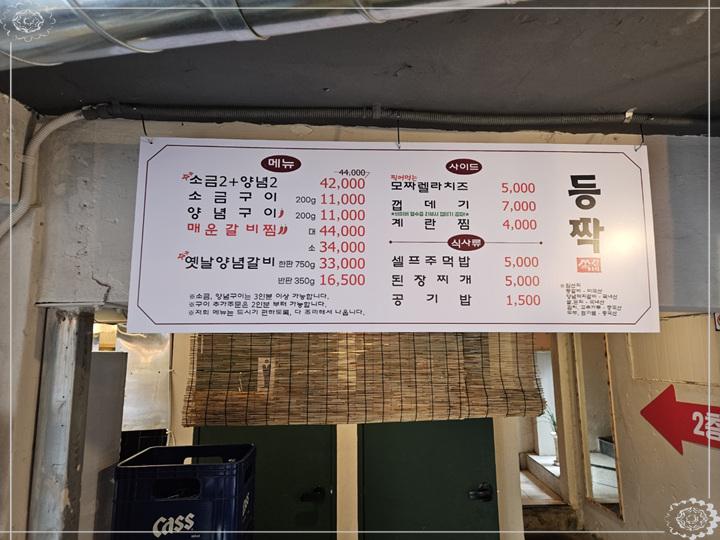 메뉴
44,000
소금2+양념2 42,000
소금구이 200g 11,000
양념구이 200g 11,000
매운갈비찜 대 44,000
소 34,000
옛날양념갈비 한판 750g 33,000
반판 350g 16,500
※소금, 양념구이는 3인분 이상 가능합니다.
※구이 추가주문은 2인분 부터 가능합니다.
※저희 메뉴는 드시기 편하도록, 다 조리해서 나옵니다.
사이드
찍어먹는
모짜렐라치즈 5,000
껍데기 7,000
계란찜 4,000
식사류
셀프주먹밥 5,000
된장찌개 5,000
공기밥 1,500
등짝
※원산지
2층
Cass